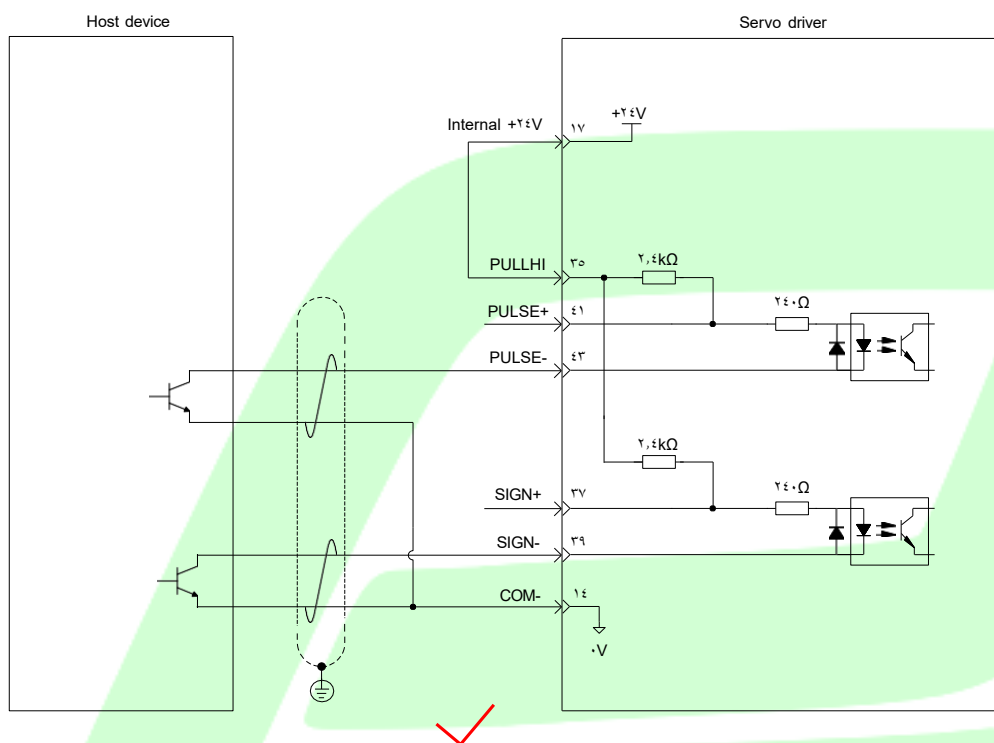 Host device
Servo driver
+٢٤V
Internal +٢٤V
١٧
PULLHI
٣٥
٢,٤kΩ
PULSE+
٤١
٢٤٠Ω
PULSE-
٤٣
٢,٤kΩ
SIGN+
٣٧
٢٤٠Ω
SIGN-
٣٩
COM-
١٤
٠V